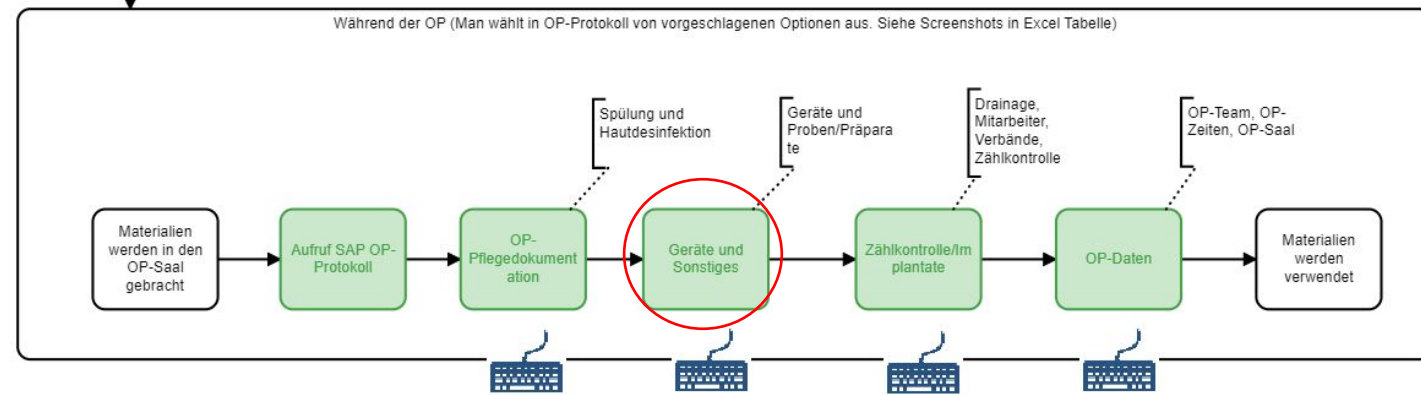 Während der OP (Man wählt in OP-Protokoll von vorgeschlagenen Optionen aus. Siehe Screenshots in Excel Tabelle)
Spülung und
Hautdesinfektion
Geräte und
Proben/Präpara
te
Drainage,
Mitarbeiter,
Verbände,
Zählkontrolle
OP-Team, OP-
Zeiten, OP-Saal
Materialien
werden in den
OP-Saal
gebracht
Aufruf SAP OP-
Protokoll
OP-
Pflegedokument
ation
Geräte und
Sonstiges
Zählkontrolle/Im
plantate
OP-Daten
Materialien
werden
verwendet